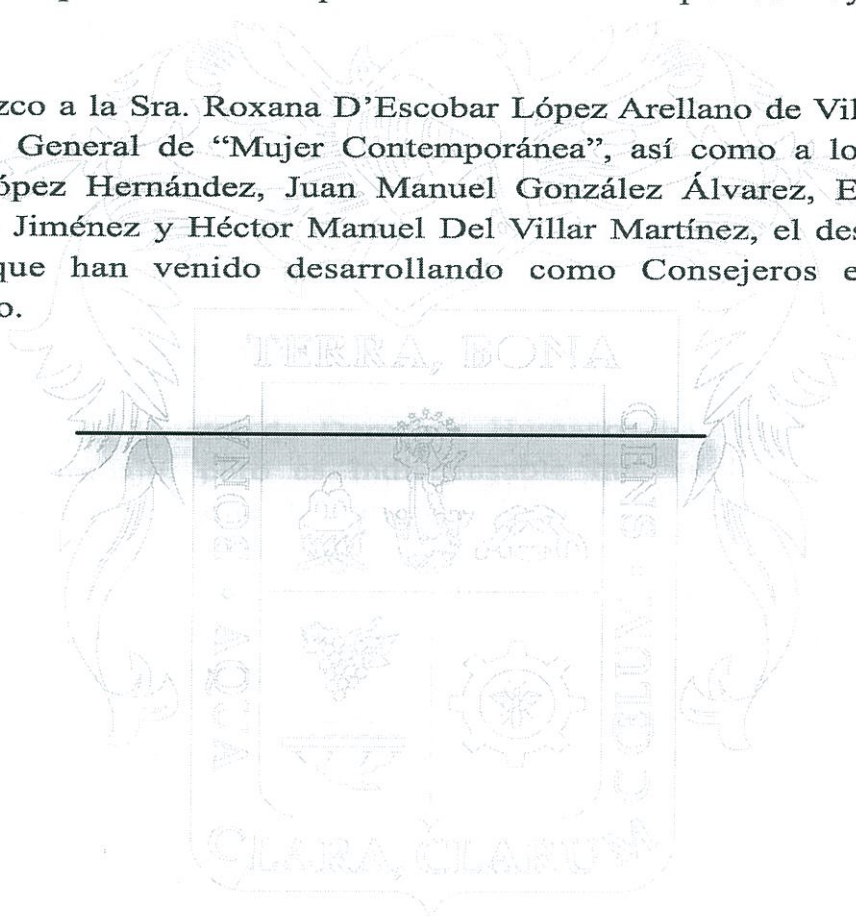 zco a la Sra. Roxana D’Escobar López Arellano de Vil
General de “Mujer Contemporánea”, así como a lo
ópez Hernández, Juan Manuel González Álvarez, E
Jiménez y Héctor Manuel Del Villar Martínez, el des
que han venido desarrollando como Consejeros e
o.
TERRA, BONA
GENS
AQUA
CLARA, CLARUM